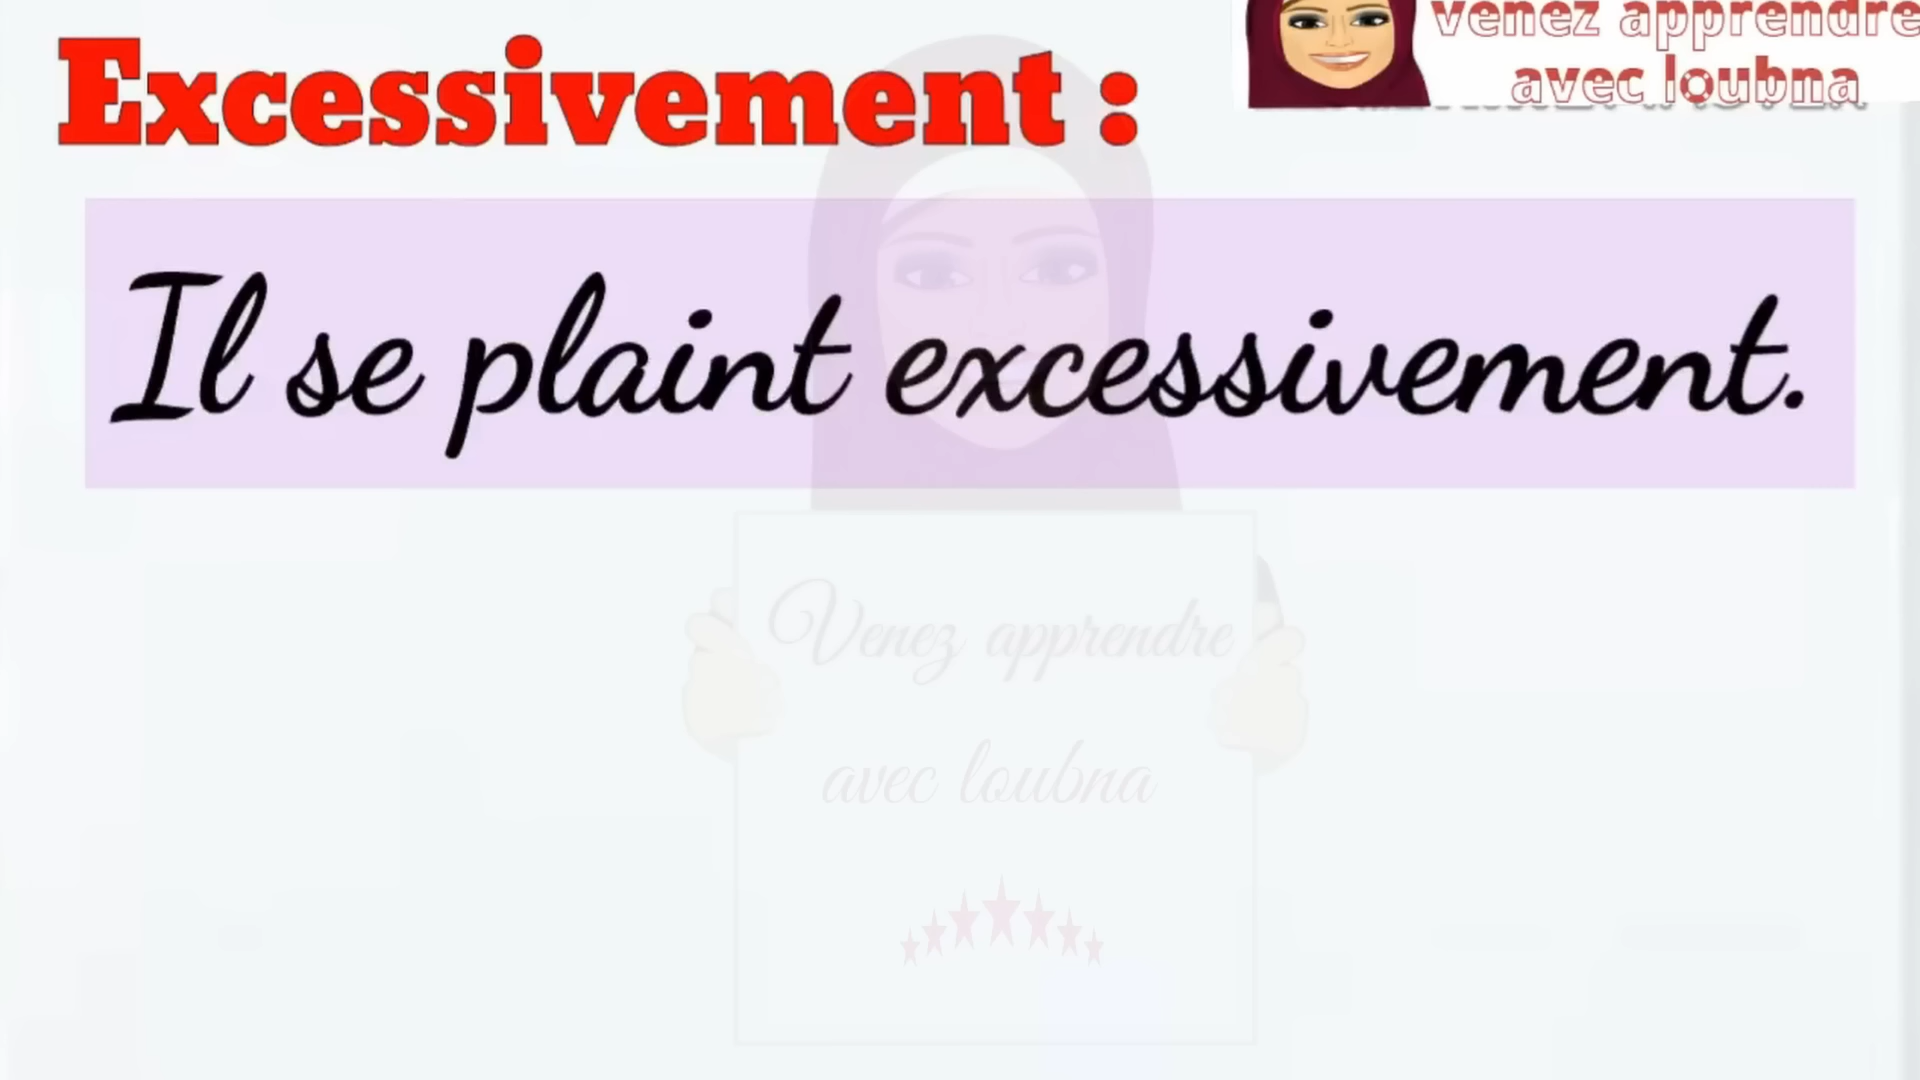 venez apprendre
avec loubna
Excessivement :
Il se plaint excessivement.
Venez apprendre
avec loubna